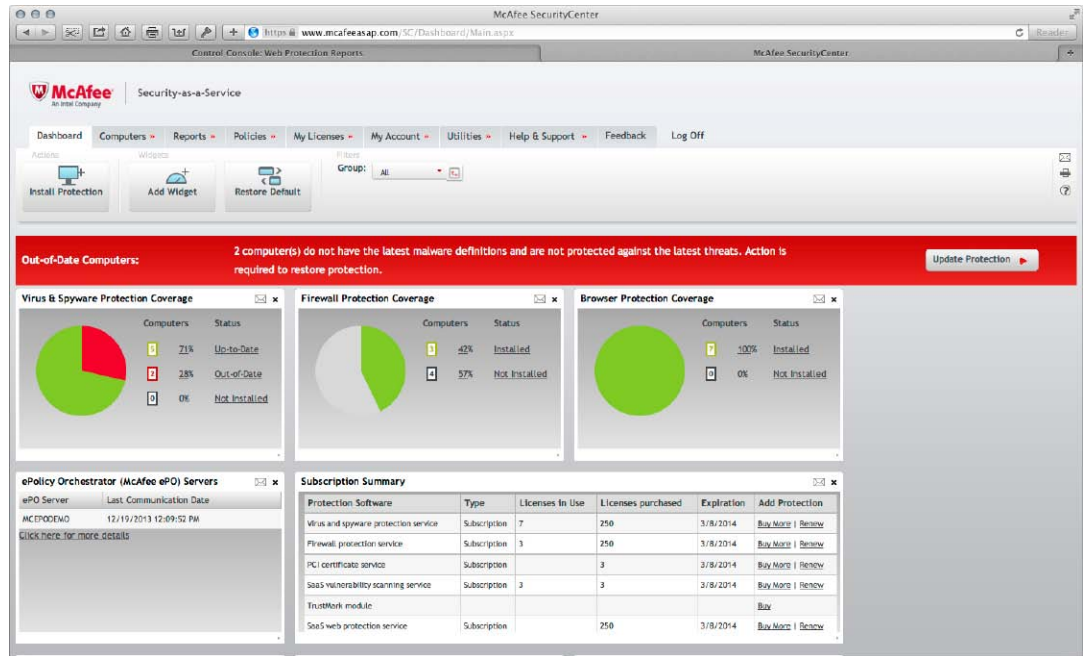 McAfee SecurityCenter
https www.mcafeeasap.com/SC/Dashboard/Main.aspx
Reader
Control Console: Web Protection Reports
McAfee SecurityCenter
McAfee
An Intel Company
Security-as-a-Service
Dashboard Computers Reports Policies My Licenses My Account Utilities Help & Support Feedback Log Off
Actions Widgets Filters
Group: All
Install Protection Add Widget Restore Default
Out-of-Date Computers:
2 computer(s) do not have the latest malware definitions and are not protected against the latest threats. Action is
required to restore protection.
Update Protection
Virus & Spyware Protection Coverage
Computers Status
5 71% Up-to-Date
2 28% Out-of-Date
0 0% Not Installed
Firewall Protection Coverage
Computers Status
3 42% Installed
4 57% Not Installed
Browser Protection Coverage
Computers Status
7 100% Installed
0 0% Not Installed
ePolicy Orchestrator (McAfee ePO) Servers
ePO Server Last Communication Date
MCEPODEMO 12/19/2013 12:09:52 PM
Click here for more details
Subscription Summary
Protection Software Type Licenses in Use Licenses purchased Expiration Add Protection
Virus and spyware protection service Subscription 7 250 3/8/2014 Buy More | Renew
Firewall protection service Subscription 3 250 3/8/2014 Buy More | Renew
PCI certificate service Subscription 3 3/8/2014 Buy More | Renew
SaaS vulnerability scanning service Subscription 3 3 3/8/2014 Buy More | Renew
TrustMark module Buy
SaaS web protection service Subscription 250 3/8/2014 Buy More | Renew